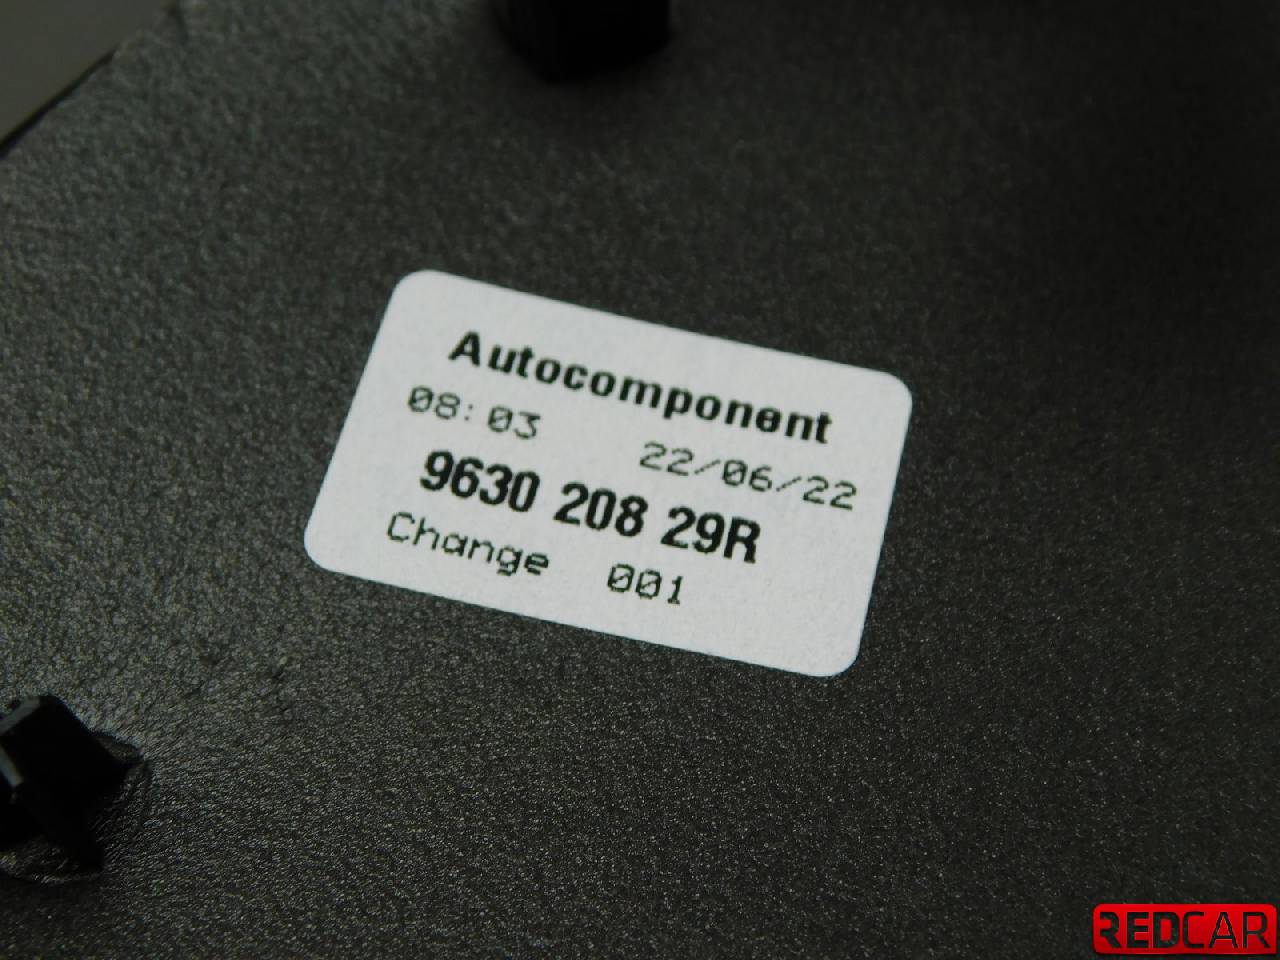 Autocomponent
08:03 22/06/22
9630 208 29R
Change 001
REDCAR